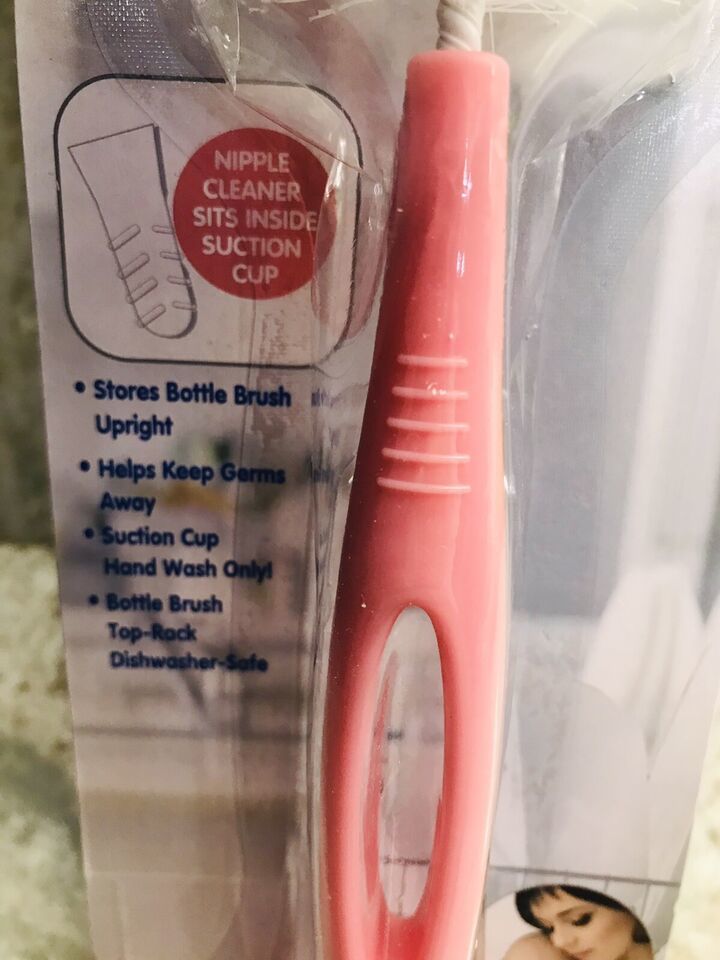 NIPPLE
CLEANER
SITS INSIDE
SUCTION
CUP
• Stores Bottle Brush
Upright
• Helps Keep Germs
Away
• Suction Cup
Hand Wash Only!
• Bottle Brush
Top-Rack
Dishwasher-Safe